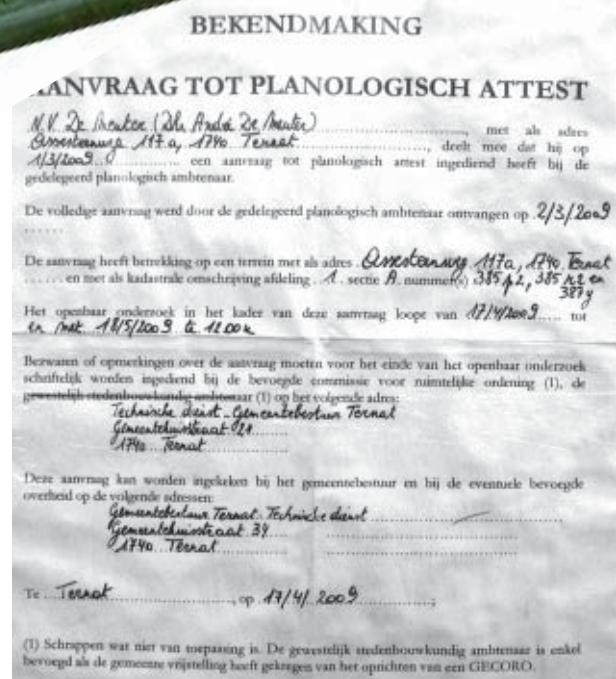 BEKENDMAKING
AANVRAAG TOT PLANOLOGISCH ATTEST
N.V. De Meuter (Dhr André De Meuter) , met als adres
Assesteenweg 117a, 1740 Ternat , deelt mee dat hij op
1/3/2009 een aanvraag tot planologisch attest ingediend heeft bij de
gedelegeerd planologisch ambtenaar.
De volledige aanvraag werd door de gedelegeerd planologisch ambtenaar ontvangen op 2/3/2009
......
De aanvraag heeft betrekking op een terrein met als adres Assesteenweg 117a, 1740 Ternat
...... en met als kadastrale omschrijving afdeling 1. sectie A. nummer(s) 385 p2, 385 r2 en
387 y
Het openbaar onderzoek in het kader van deze aanvraag loopt van 17/4/2009 tot
en met 18/5/2009 te 12.00u
Bezwaren of opmerkingen over de aanvraag moeten voor het einde van het openbaar onderzoek
schriftelijk worden ingediend bij de bevoegde commissie voor ruimtelijke ordening (1), de
gewestelijk stedenbouwkundig ambtenaar (1) op het volgende adres:
Technische dienst - Gemeentebestuur Ternat
Gemeentehuisstraat
1740 Ternat
Deze aanvraag kan worden ingekeken bij het gemeentebestuur en bij de eventuele bevoegde
overheid op de volgende adressen:
Gemeentebestuur Ternat - Technische dienst
Gemeentehuisstraat
1740 Ternat
Te Ternat , op 17/4/2009 ;
(1) Schrappen wat niet van toepassing is. De gewestelijk stedenbouwkundig ambtenaar is enkel
bevoegd als de gemeente vrijstelling heeft gekregen van het oprichten van een GECORO.